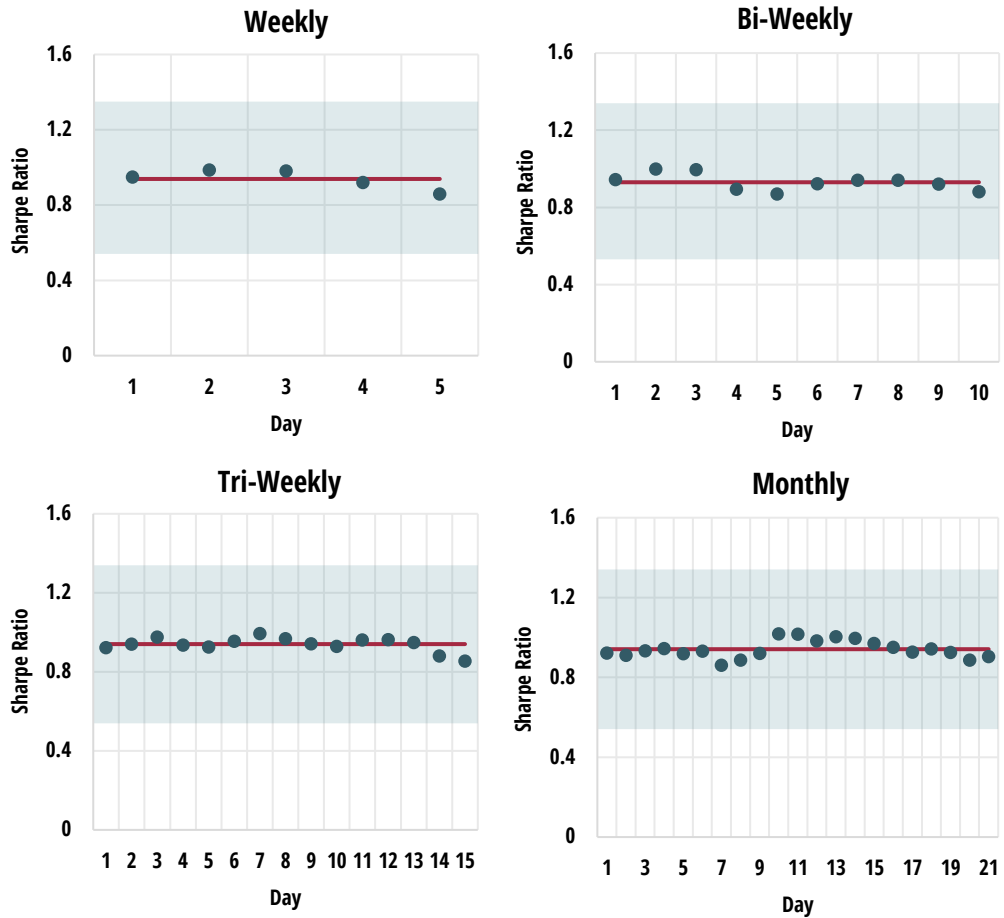 Weekly
1.6
1.2
0.8
0.4
0
Sharpe Ratio
1 2 3 4 5
Day
Bi-Weekly
1.6
1.2
0.8
0.4
0
Sharpe Ratio
1 2 3 4 5 6 7 8 9 10
Day
Tri-Weekly
1.6
1.2
0.8
0.4
0
Sharpe Ratio
1 2 3 4 5 6 7 8 9 10 11 12 13 14 15
Day
Monthly
1.6
1.2
0.8
0.4
0
Sharpe Ratio
1 3 5 7 9 11 13 15 17 19 21
Day